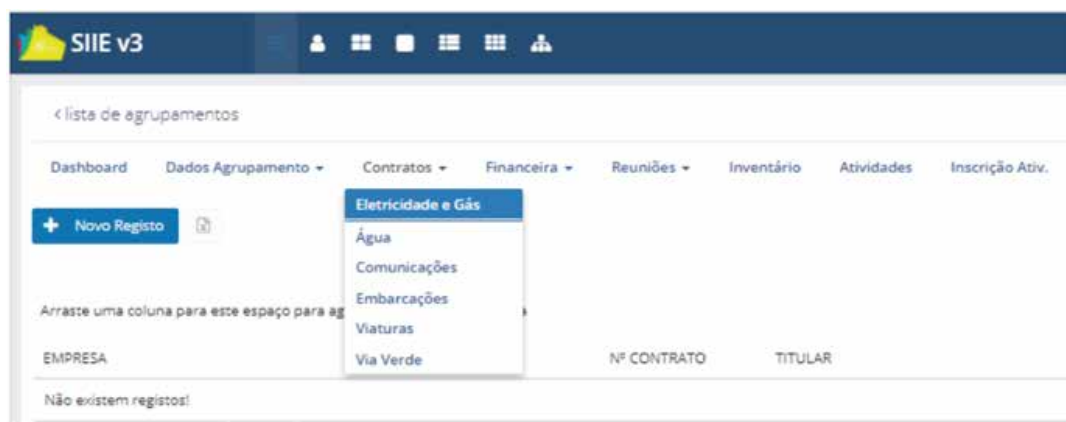 SIIE v3
<lista de agrupamentos
Dashboard Dados Agrupamento Contratos Financeira Reuniões Inventário Atividades Inscrição Ativ.
Eletricidade e Gás
+ Novo Registo
Água
Comunicações
Embarcações
Arraste uma coluna para este espaço para ag
Viaturas
EMPRESA Via Verde Nº CONTRATO TITULAR
Não existem registos!